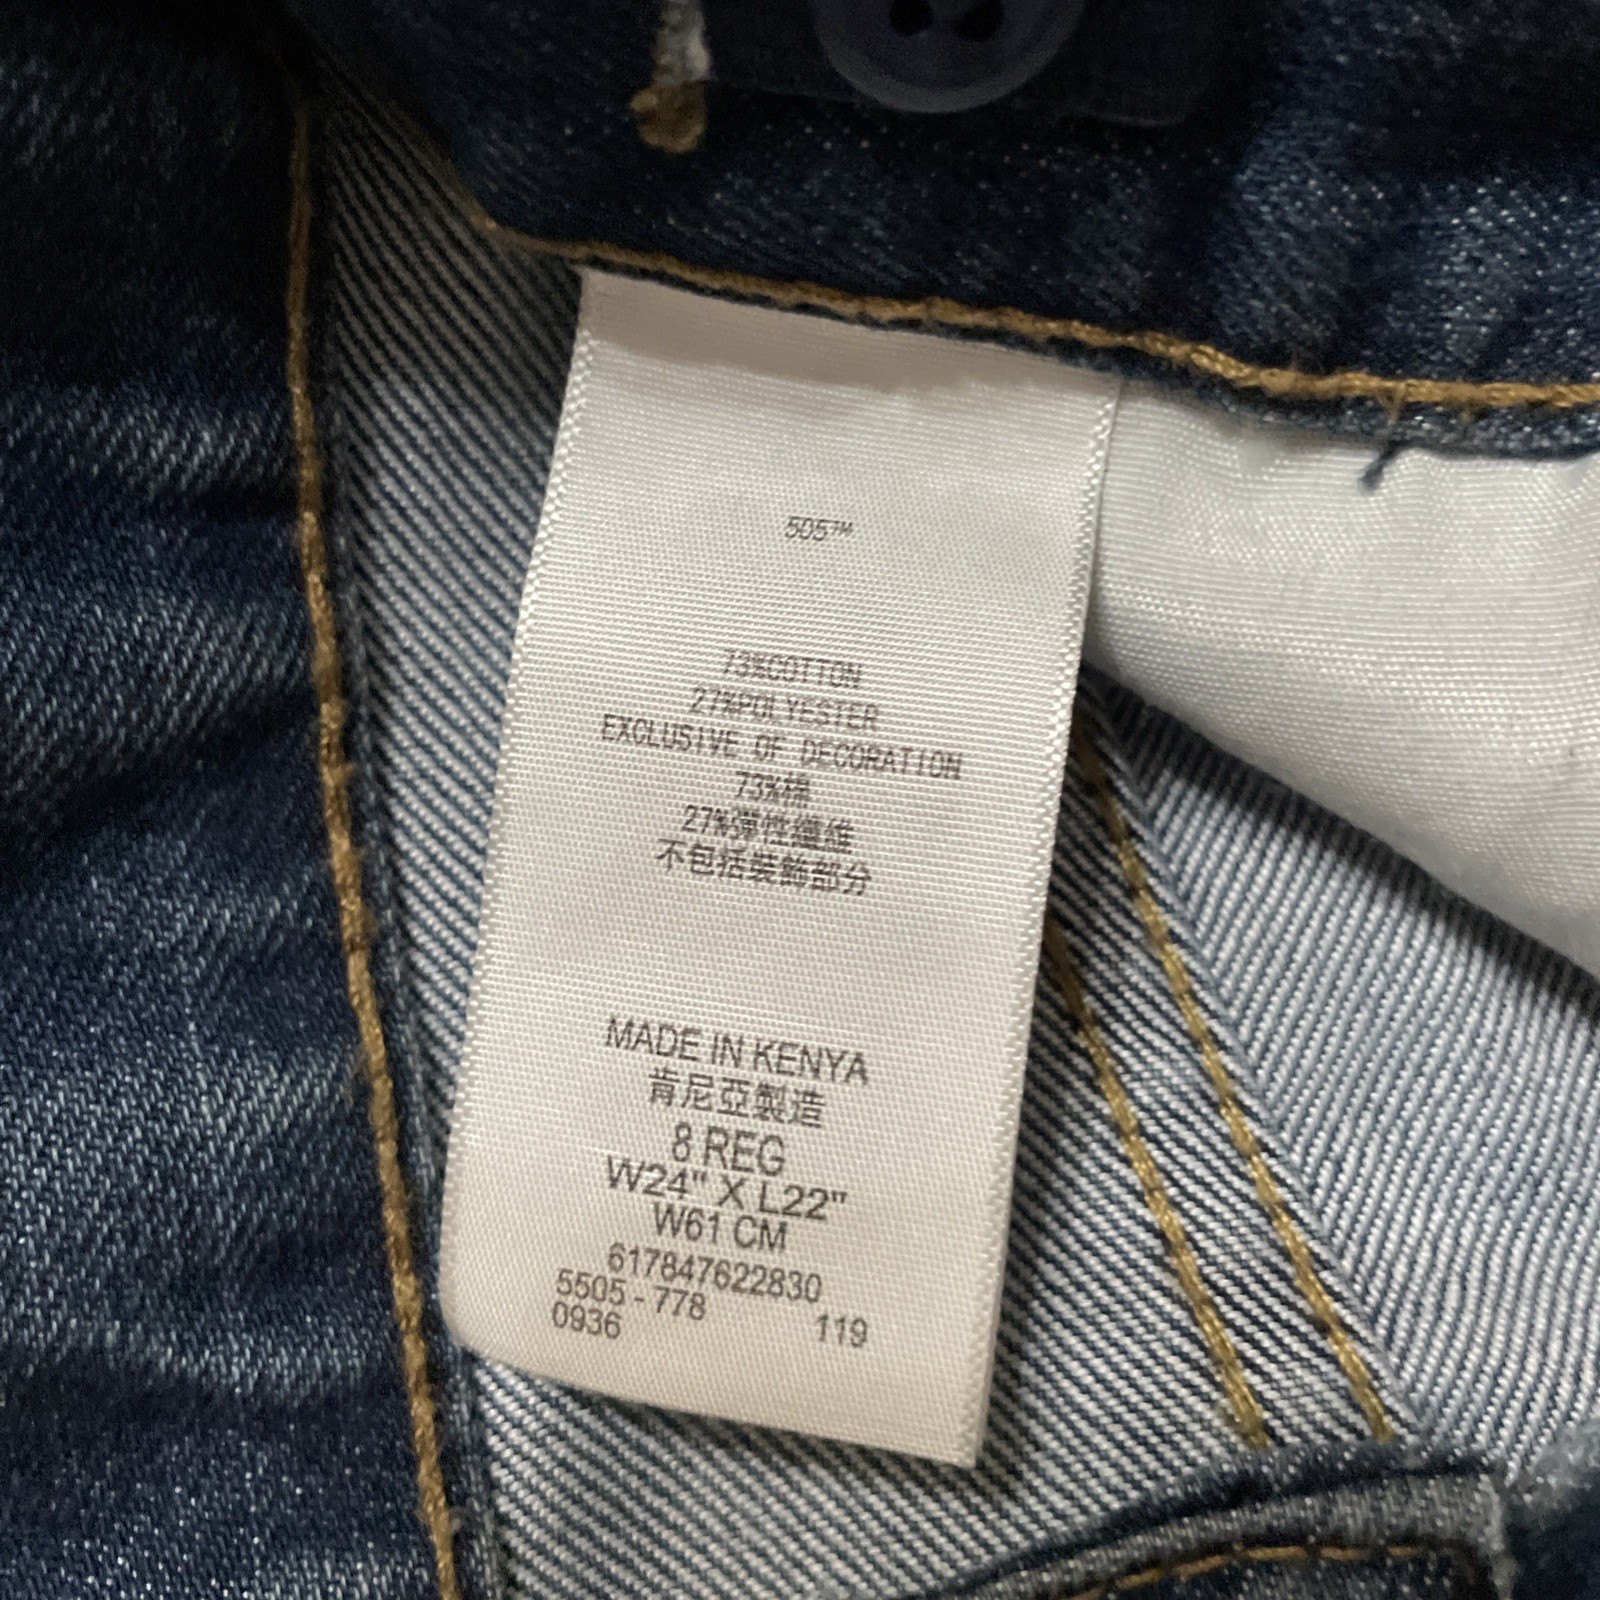 505™
73%COTTON
27%POLYESTER
EXCLUSIVE OF DECORATION
73%棉
27%彈性纖維
不包括裝飾部分
MADE IN KENYA
肯尼亞製造
8 REG
W24" X L22"
W61 CM
617847622830
5505 - 778
0936 119